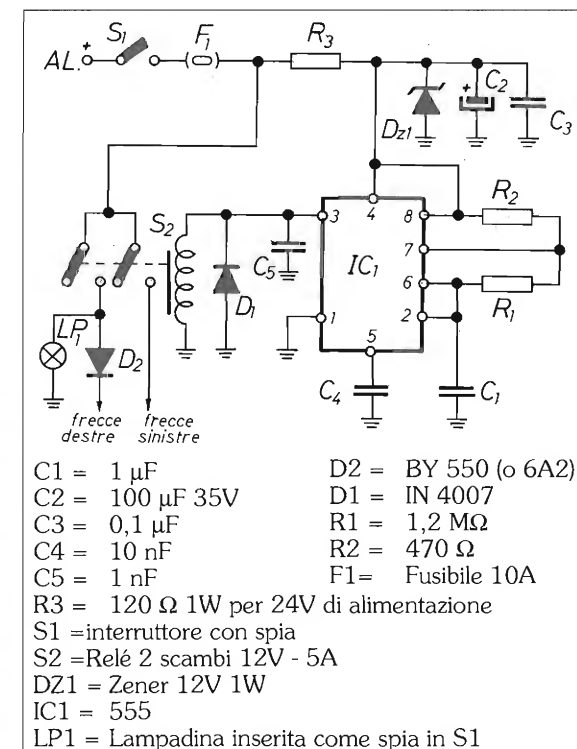 AL. + S1 F1 R3
DZ1 + C2 C3
S2 3 4 8 R2
C5 IC1 7
D1 6 R1
1 2
LP1 D2 5
C4 C1
frecce destre
frecce sinistre
C1 = 1 µF
C2 = 100 µF 35V
C3 = 0,1 µF
C4 = 10 nF
C5 = 1 nF
D2 = BY 550 (o 6A2)
D1 = IN 4007
R1 = 1,2 MΩ
R2 = 470 Ω
F1= Fusibile 10A
R3 = 120 Ω 1W per 24V di alimentazione
S1 =interruttore con spia
S2 =Relé 2 scambi 12V - 5A
DZ1 = Zener 12V 1W
IC1 = 555
LP1 = Lampadina inserita come spia in S1